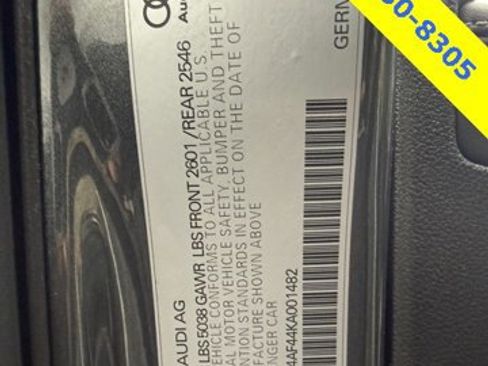 Au
GERM
AUDI AG
LBS 5038 GAWR LBS FRONT 2601/REAR 2546
VEHICLE CONFORMS TO ALL APPLICABLE U.S.
AL MOTOR VEHICLE SAFETY, BUMPER AND THEFT
NTION STANDARDS IN EFFECT ON THE DATE OF
FACTURE SHOWN ABOVE
NGER CAR
4AF44KA001482
00-8305